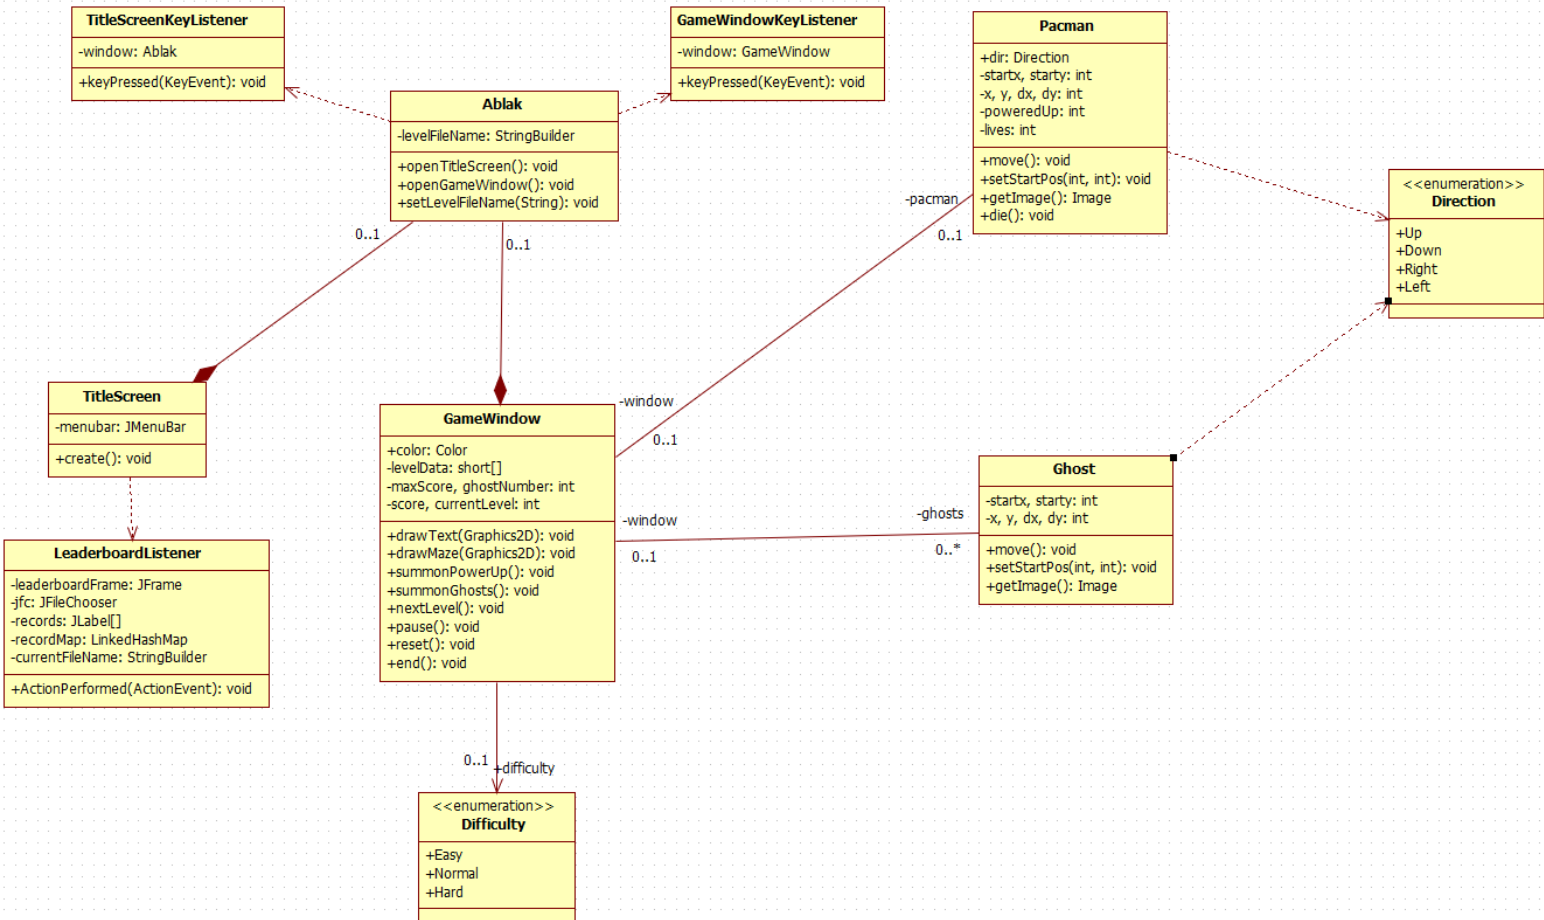 TitleScreenKeyListener
-window: Ablak
+keyPressed(KeyEvent): void
GameWindowKeyListener
-window: GameWindow
+keyPressed(KeyEvent): void
Pacman
+dir: Direction
-startx, starty: int
-x, y, dx, dy: int
-poweredUp: int
-lives: int
+move(): void
+setStartPos(int, int): void
+getImage(): Image
+die(): void
Ablak
-levelFileName: StringBuilder
+openTitleScreen(): void
+openGameWindow(): void
+setLevelFileName(String): void
<<enumeration>>
Direction
+Up
+Down
+Right
+Left
0..1
0..1
-pacman
0..1
-window
0..1
TitleScreen
-menubar: JMenuBar
+create(): void
GameWindow
+color: Color
-levelData: short[]
-maxScore, ghostNumber: int
-score, currentLevel: int
+drawText(Graphics2D): void
+drawMaze(Graphics2D): void
+summonPowerUp(): void
+summonGhosts(): void
+nextLevel(): void
+pause(): void
+reset(): void
+end(): void
-window
0..1
-ghosts
0..*
Ghost
-startx, starty: int
-x, y, dx, dy: int
+move(): void
+setStartPos(int, int): void
+getImage(): Image
LeaderboardListener
-leaderboardFrame: JFrame
-jfc: JFileChooser
-records: JLabel[]
-recordMap: LinkedHashMap
-currentFileName: StringBuilder
+ActionPerformed(ActionEvent): void
0..1
+difficulty
<<enumeration>>
Difficulty
+Easy
+Normal
+Hard